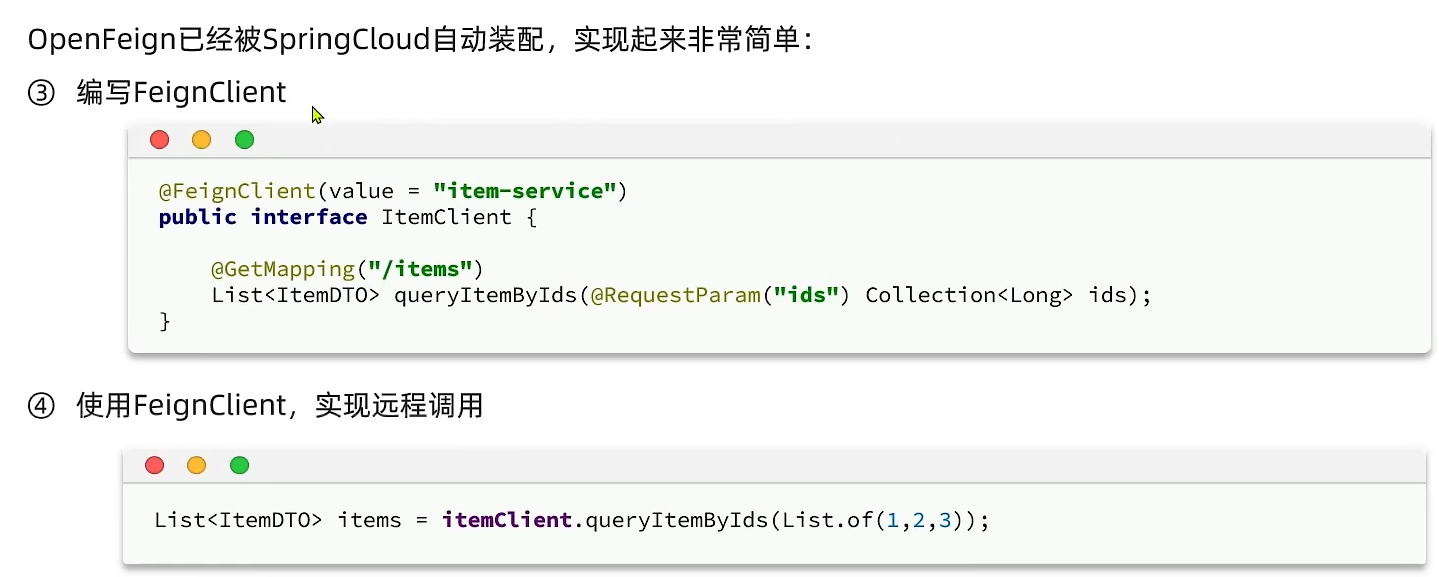 OpenFeign已经被SpringCloud自动装配，实现起来非常简单：
③ 编写FeignClient
@FeignClient(value = "item-service")
public interface ItemClient {
@GetMapping("/items")
List<ItemDTO> queryItemByIds(@RequestParam("ids") Collection<Long> ids);
}
④ 使用FeignClient，实现远程调用
List<ItemDTO> items = itemClient.queryItemByIds(List.of(1,2,3));